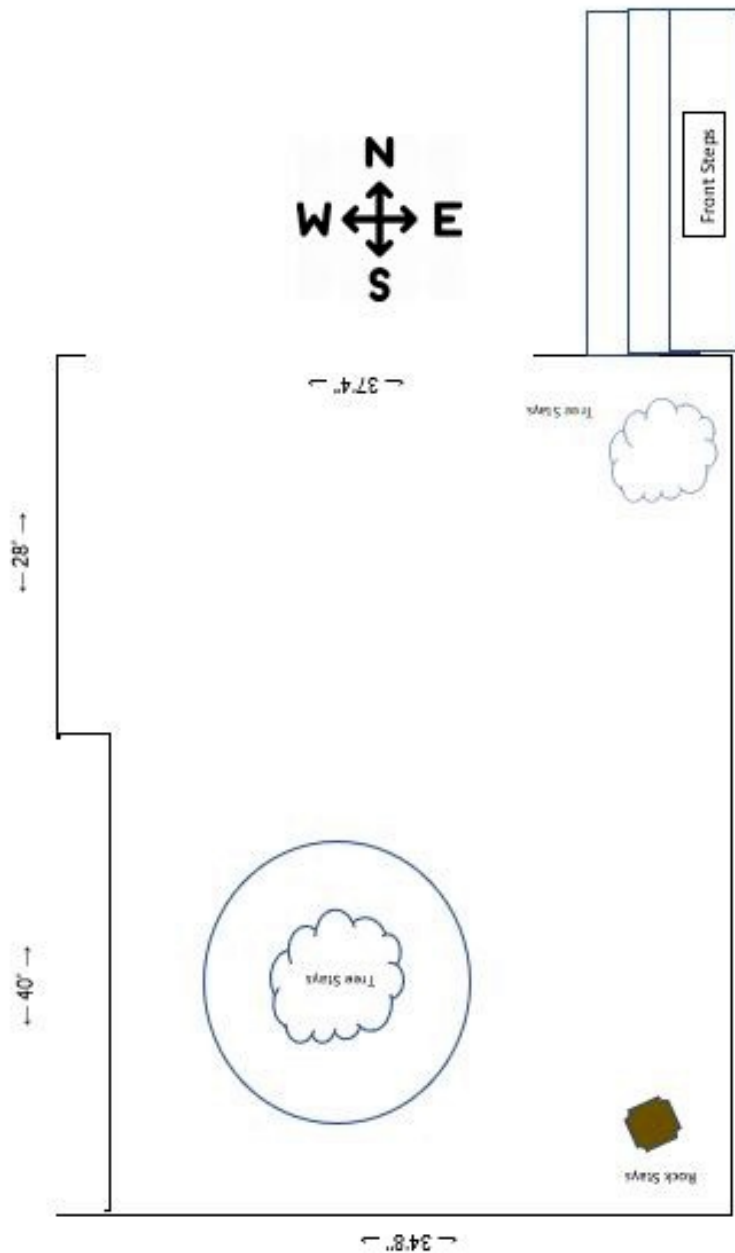 N
W E
S
Front Steps
37'4"
Tree Stays
← 28' →
← 40' →
Tree Stays
Rock Stays
34'8"